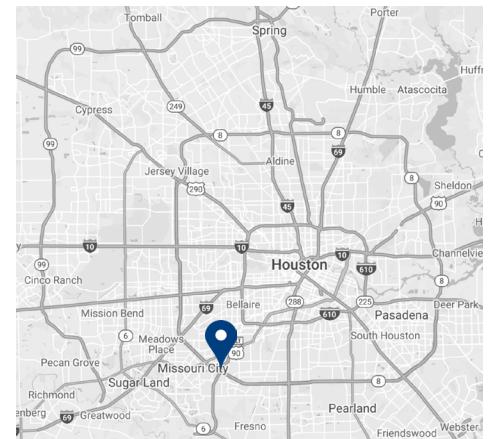 Tomball
Porter
Spring
99
Humble
Atascocita
Cypress
249
45
8
8
69
99
Aldine
Jersey Village
290
8
Sheldon
90
45
10
10
10
Houston
610
Channelvie
99
Cinco Ranch
69
Bellaire
288
225
Deer Park
8
Mission Bend
610
Pasadena
6
Meadows
Place
90
South Houston
Pecan Grove
Missouri City
Sugar Land
8
Richmond
Pearland
enberg
69
Greatwood
6
Fresno
Friendswood
Webster